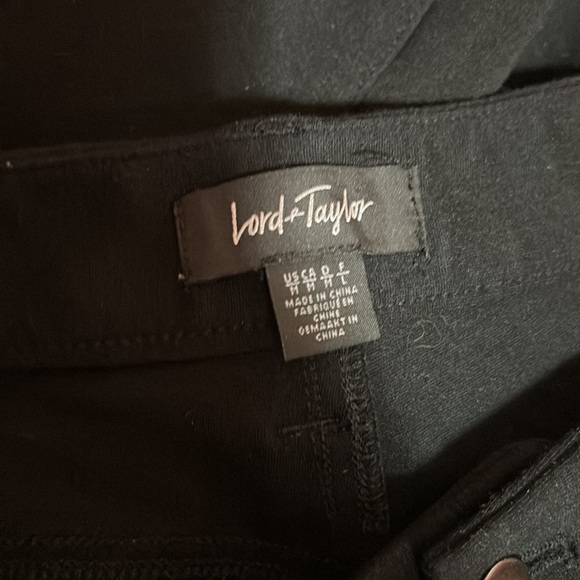 Lord & Taylor
US CA D F
M M M L
MADE IN CHINA
FABRIQUÉ EN
CHINE
GEMAAKT IN
CHINA